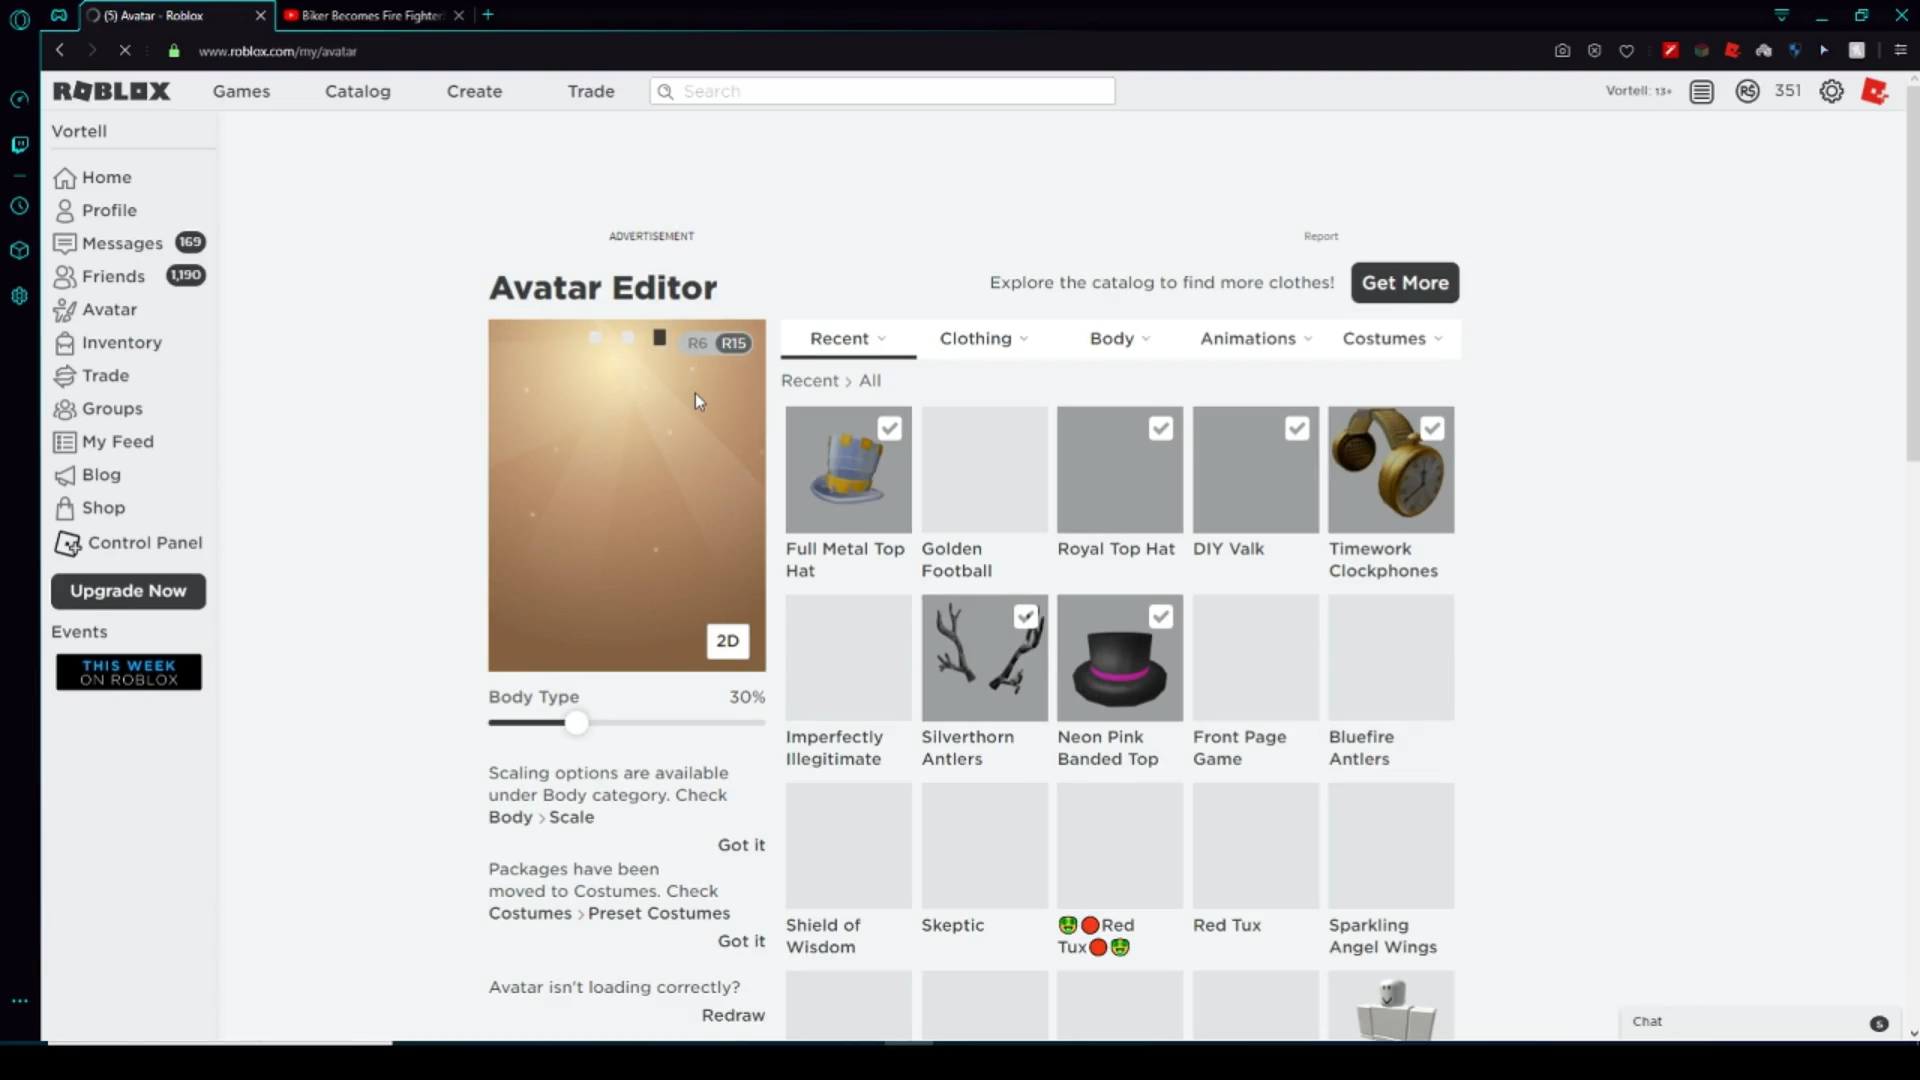 (5) Avatar - Roblox
Biker Becomes Fire Fighter
www.roblox.com/my/avatar
ROBLOX
Games
Catalog
Create
Trade
Search
Vortell: 13+
R$
351
Vortell
Home
Profile
Messages 169
Friends 1,190
Avatar
Inventory
Trade
Groups
My Feed
Blog
Shop
Control Panel
Upgrade Now
Events
THIS WEEK
ON ROBLOX
ADVERTISEMENT
Report
Avatar Editor
Explore the catalog to find more clothes!
Get More
R6 R15
2D
Body Type 30%
Scaling options are available
under Body category. Check
Body > Scale
Got it
Packages have been
moved to Costumes. Check
Costumes > Preset Costumes
Got it
Avatar isn't loading correctly?
Redraw
Recent
Clothing
Body
Animations
Costumes
Recent > All
Full Metal Top
Hat
Golden
Football
Royal Top Hat
DIY Valk
Timework
Clockphones
Imperfectly
Illegitimate
Silverthorn
Antlers
Neon Pink
Banded Top
Front Page
Game
Bluefire
Antlers
Shield of
Wisdom
Skeptic
🤑🔴Red
Tux🔴🤑
Red Tux
Sparkling
Angel Wings
Chat
5